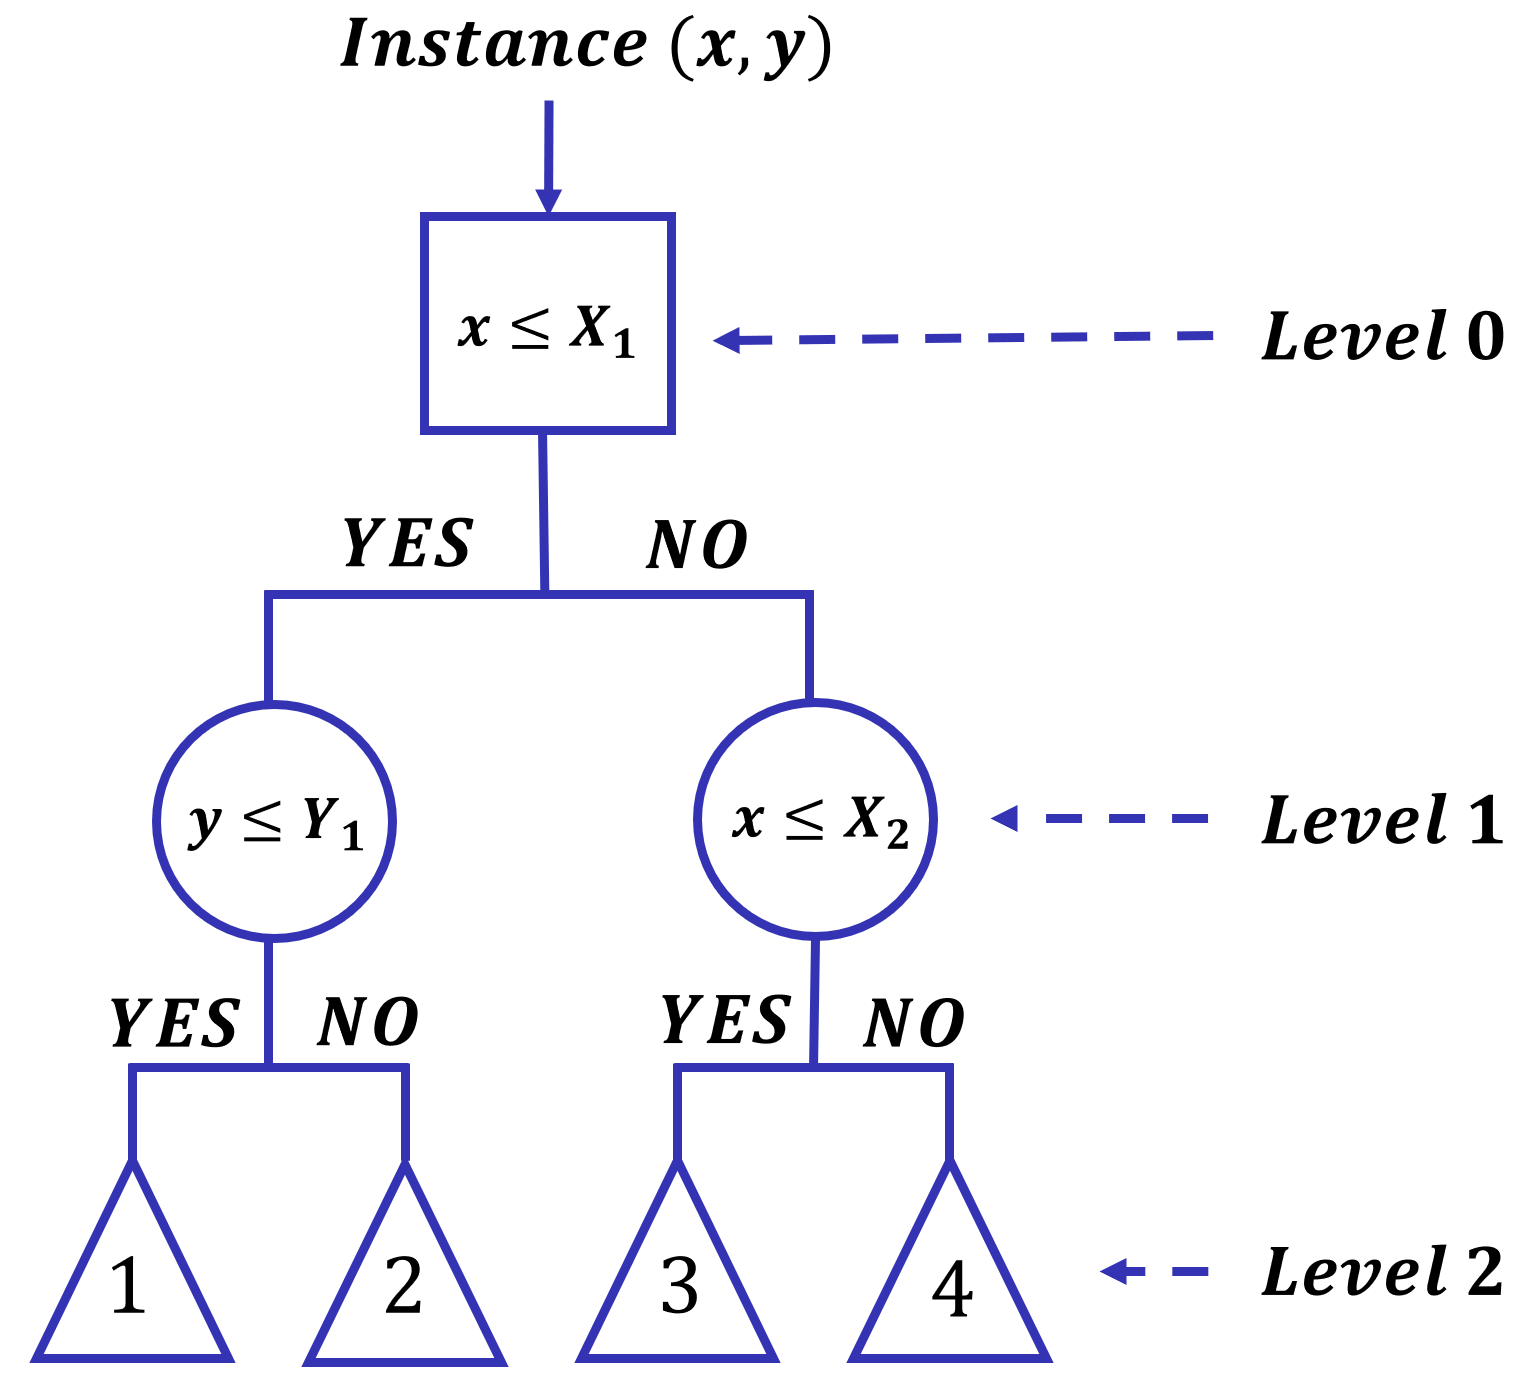 Instance (x, y)
x ≤ X₁
Level 0
YES
NO
y ≤ Y₁
x ≤ X₂
Level 1
YES
NO
YES
NO
1
2
3
4
Level 2